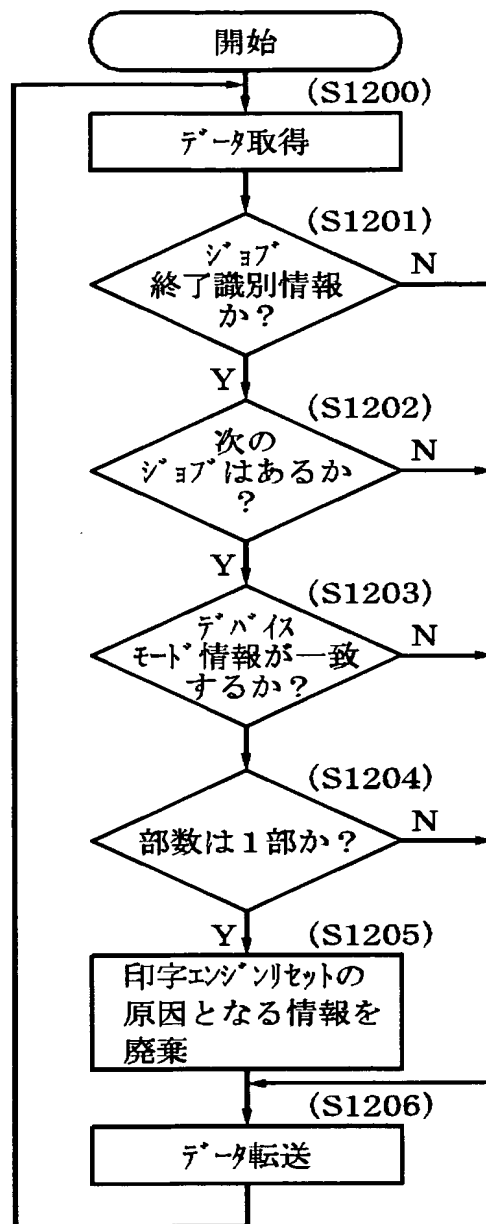 開始
(S1200)
データ取得
(S1201)
ジョブ
終了識別情報
か？
N
Y
(S1202)
次の
ジョブはあるか
？
N
Y
(S1203)
デバイス
モード情報が一致
するか？
N
(S1204)
部数は１部か？
N
Y
(S1205)
印字エンジンリセットの
原因となる情報を
廃棄
(S1206)
データ転送